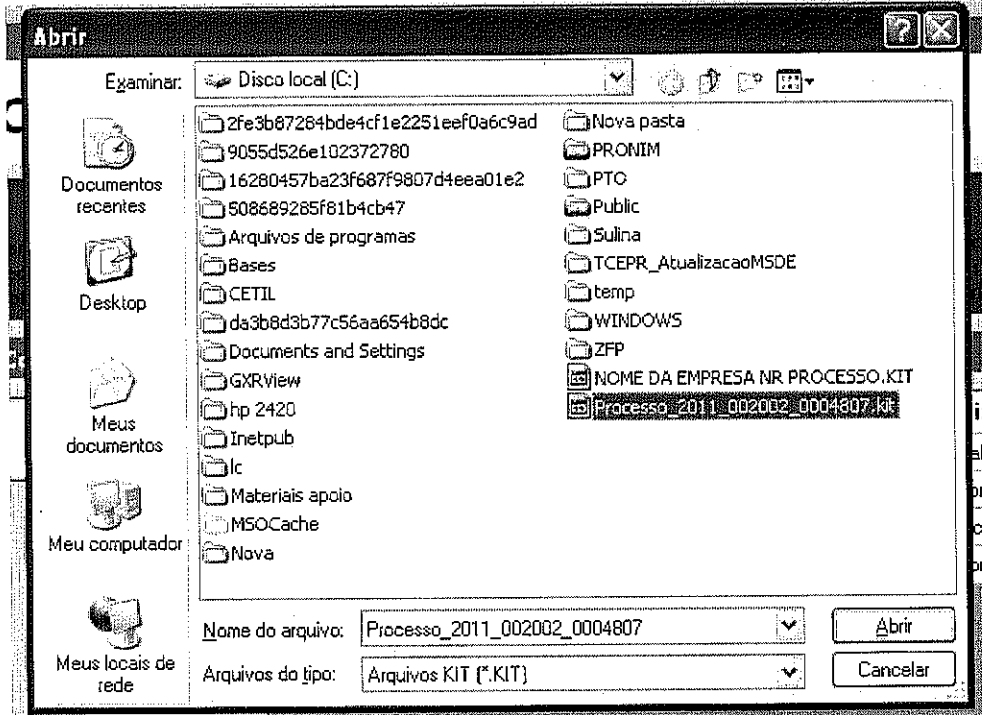 Abrir
Examinar: Disco local (C:)
Documentos
recentes
Desktop
Meus
documentos
Meu computador
Meus locais de
rede
2fe3b87284bde4cf1e2251eef0a6c9ad
9055d526e102372780
16280457ba23f687f9807d4eea01e2
508689285f81b4cb47
Arquivos de programas
Bases
CETIL
da3b8d3b77c56aa654b8dc
Documents and Settings
GXRView
hp 2420
Inetpub
lc
Materiais apoio
MSOCache
Nova
Nova pasta
PRONIM
PTO
Public
Sulina
TCEPR_AtualizacaoMSDE
temp
WINDOWS
ZFP
NOME DA EMPRESA NR PROCESSO.KIT
Processo_2011_002002_0004807.kit
Nome do arquivo: Processo_2011_002002_0004807
Abrir
Arquivos do tipo: Arquivos KIT (*.KIT)
Cancelar